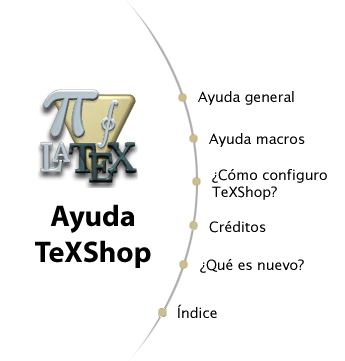 π ∮
LATEX
Ayuda
TeXShop
Ayuda general
Ayuda macros
¿Cómo configuro
TeXShop?
Créditos
¿Qué es nuevo?
Índice